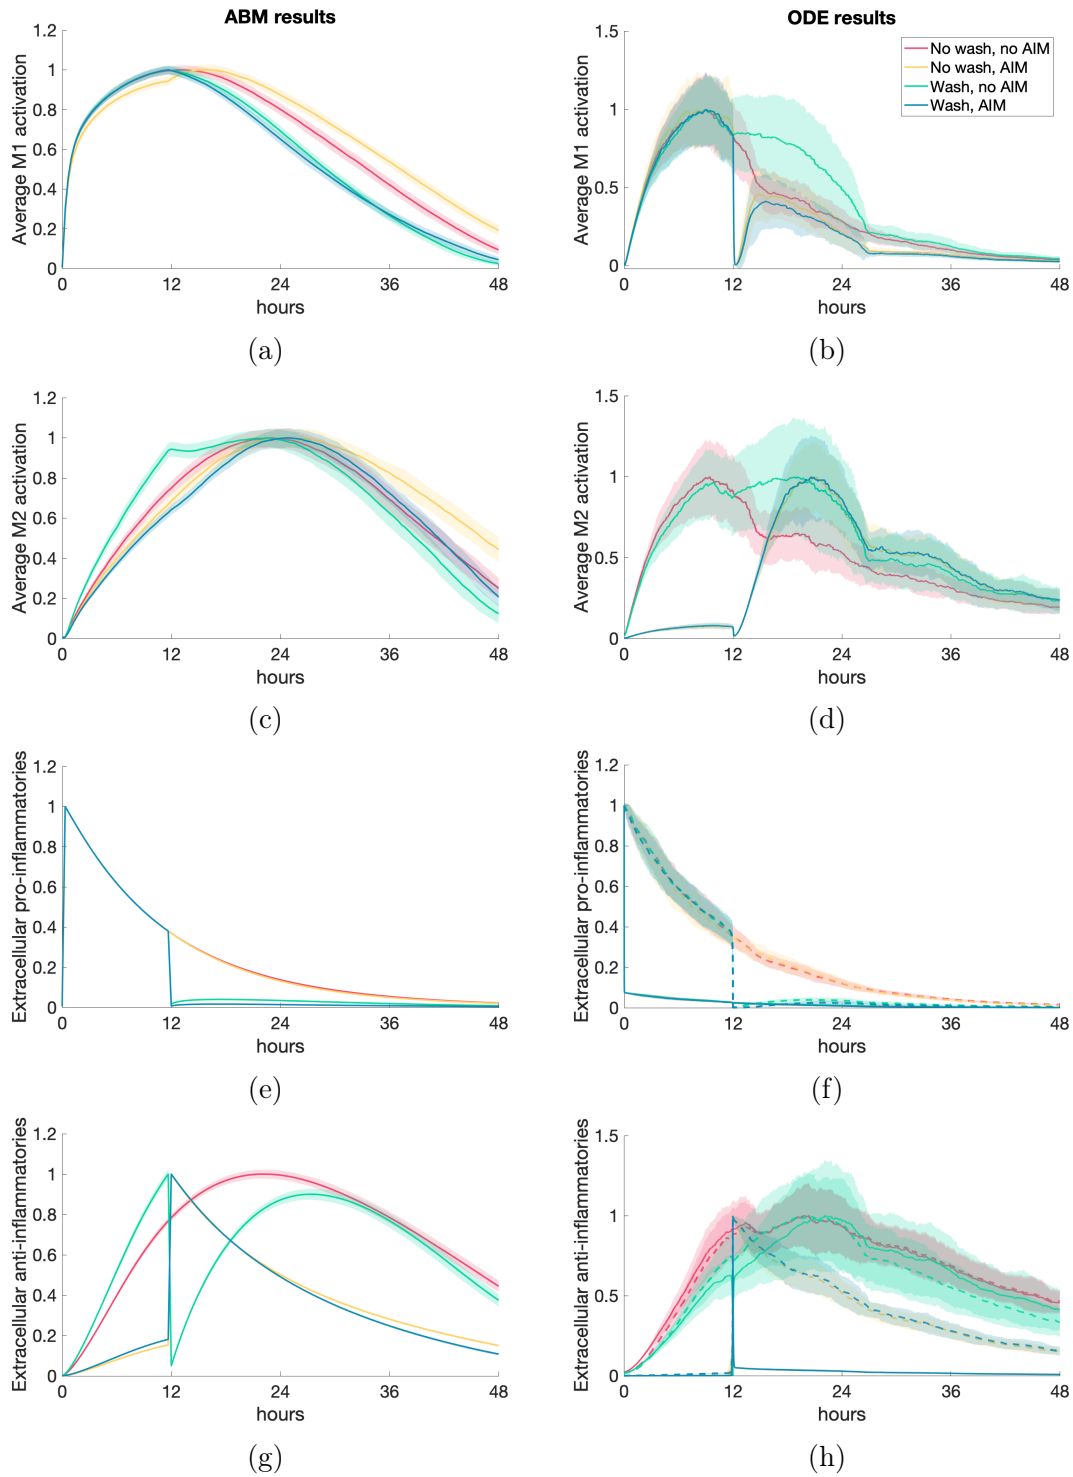 ABM results
ODE results
1.2
1
0.8
0.6
0.4
0.2
0
Average M1 activation
0 12 24 36 48
hours
(a)
1.5
1
0.5
0
Average M1 activation
No wash, no AIM
No wash, AIM
Wash, no AIM
Wash, AIM
0 12 24 36 48
hours
(b)
1.2
1
0.8
0.6
0.4
0.2
0
Average M2 activation
0 12 24 36 48
hours
(c)
1.5
1
0.5
0
Average M2 activation
0 12 24 36 48
hours
(d)
1.2
1
0.8
0.6
0.4
0.2
0
Extracellular pro-inflammatories
0 12 24 36 48
hours
(e)
1.2
1
0.8
0.6
0.4
0.2
0
Extracellular pro-inflammatories
0 12 24 36 48
hours
(f)
1.2
1
0.8
0.6
0.4
0.2
0
Extracellular anti-inflammatories
0 12 24 36 48
hours
(g)
1.5
1
0.5
0
Extracellular anti-inflammatories
0 12 24 36 48
hours
(h)